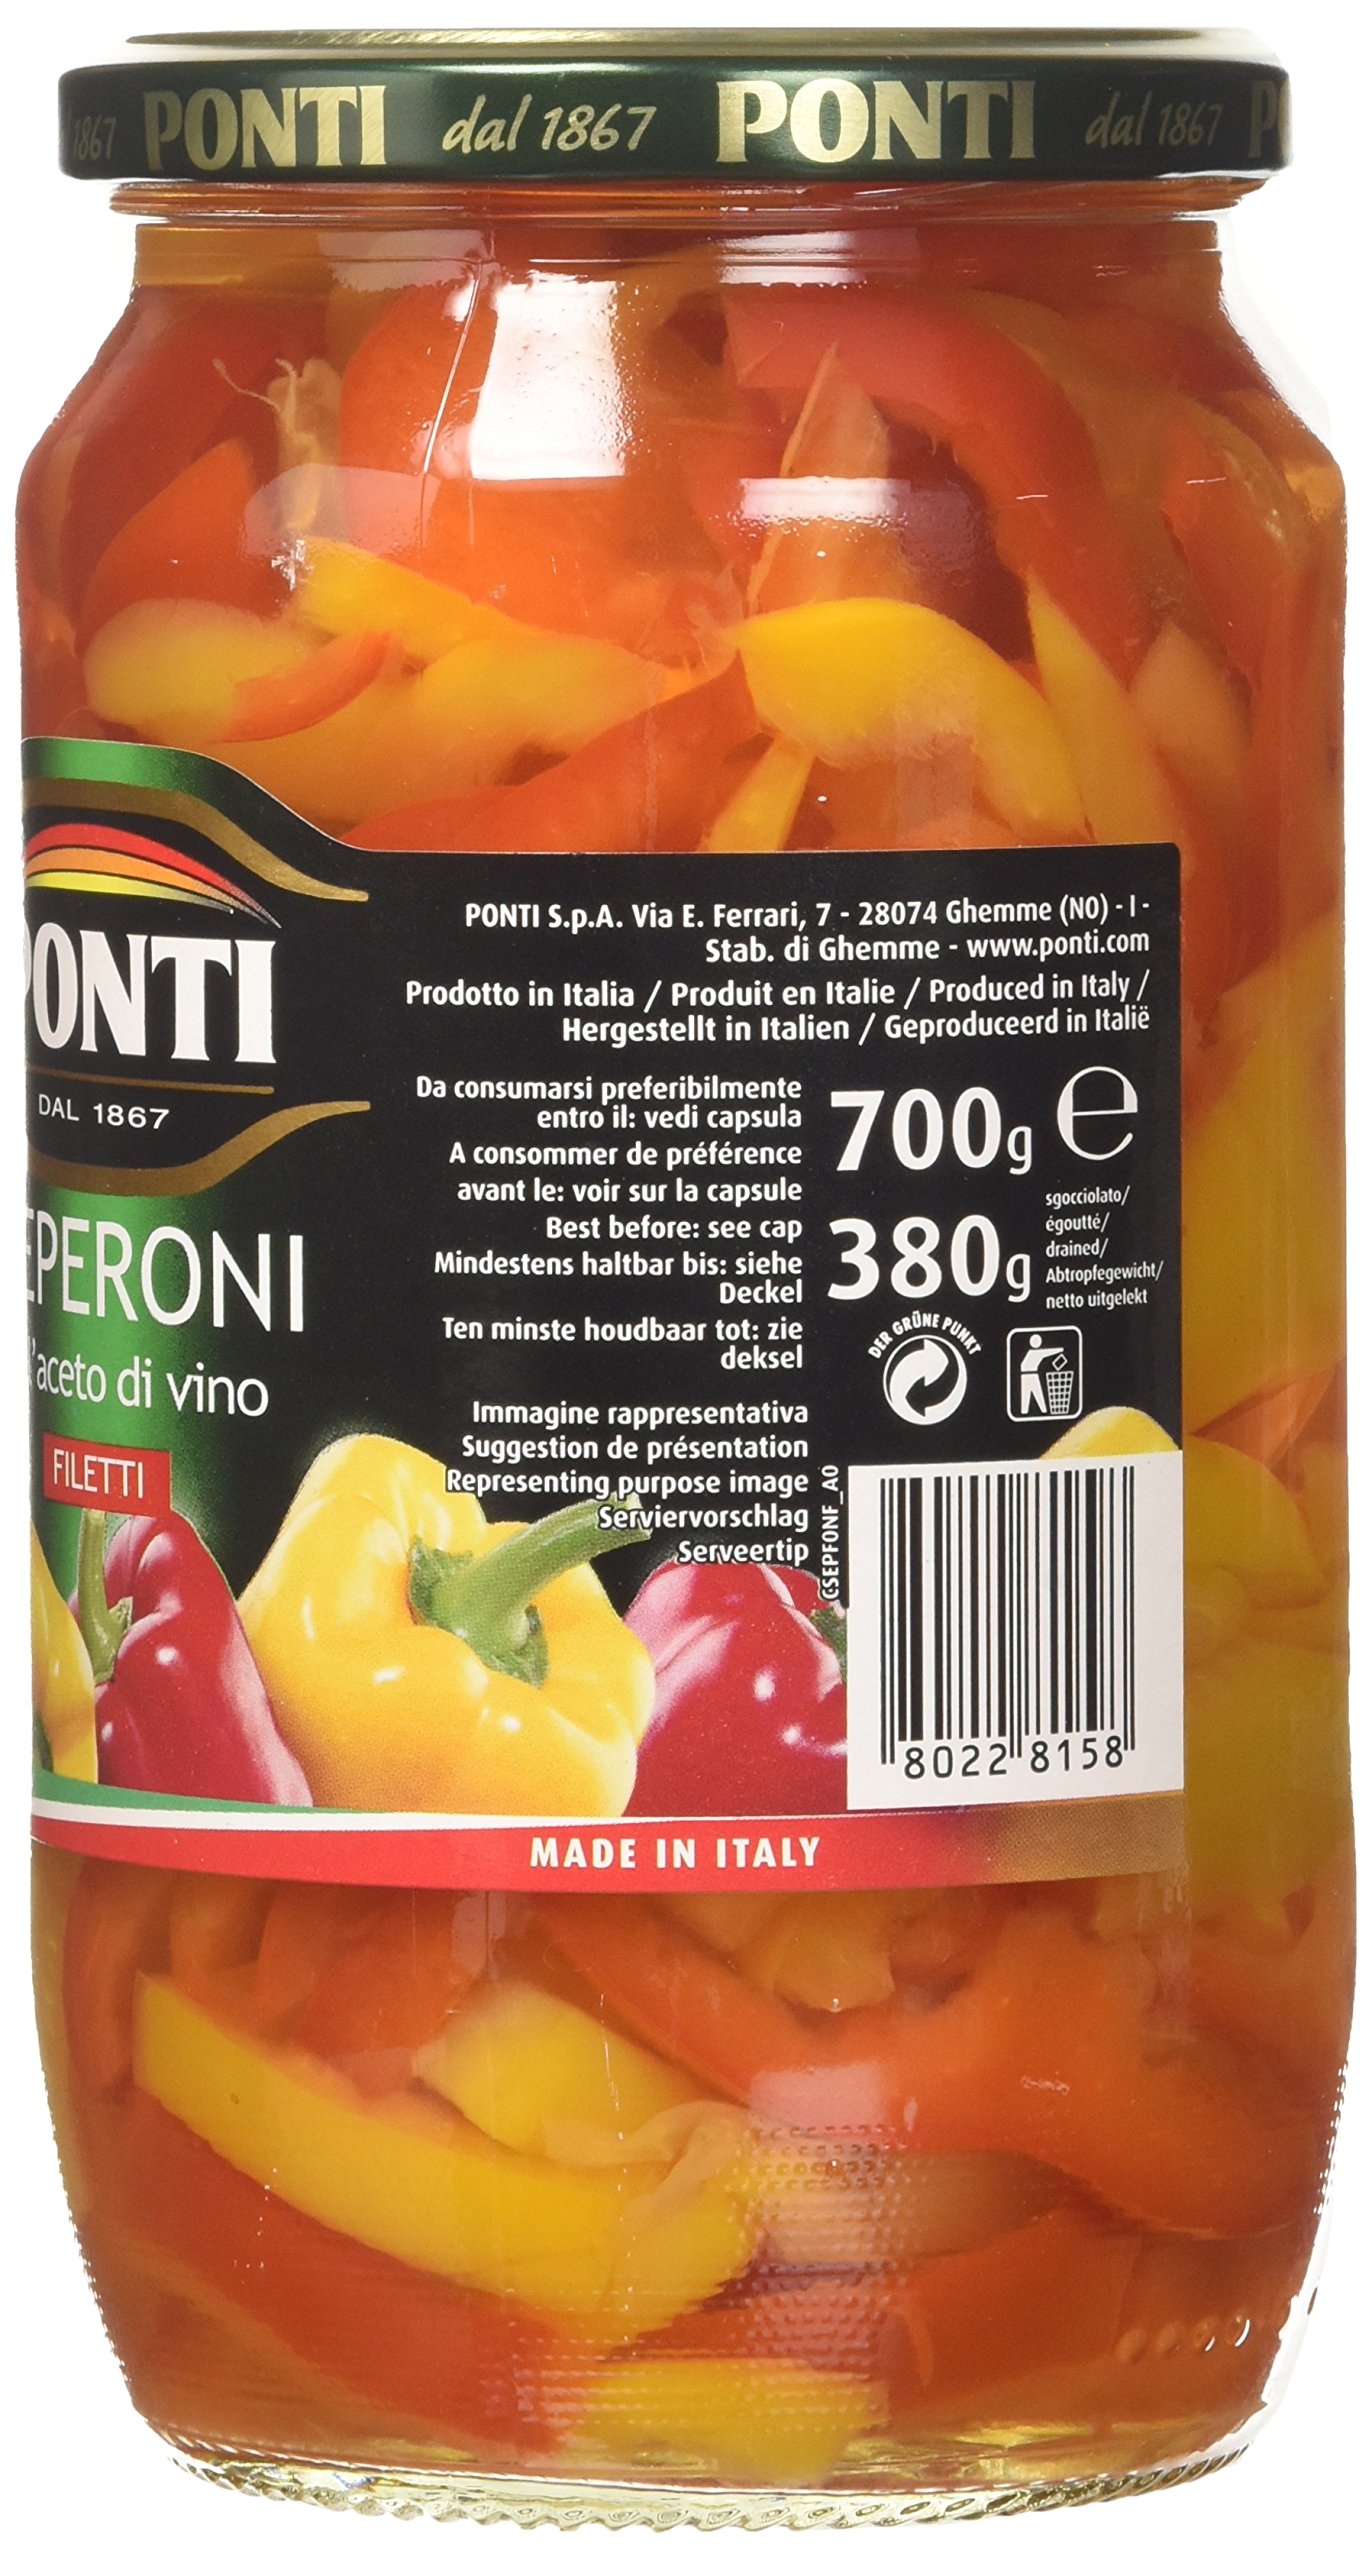 1867 PONTI dal 1867 PONTI dal 1867
PONTI S.p.A. Via E. Ferrari, 7 - 28074 Ghemme (NO) - I -
Stab. di Ghemme - www.ponti.com
Prodotto in Italia / Produit en Italie / Produced in Italy /
Hergestellt in Italien / Geproduceerd in Italië
PONTI
DAL 1867
EPERONI
l'aceto di vino
FILETTI
Da consumarsi preferibilmente
entro il: vedi capsula
A consommer de préférence
avant le: voir sur la capsule
Best before: see cap
Mindestens haltbar bis: siehe
Deckel
Ten minste houdbaar tot: zie
deksel
700g e
380g
sgocciolato/
égoutté/
drained/
Abtropfegewicht/
netto uitgelekt
DER GRÜNE PUNKT
Immagine rappresentativa
Suggestion de présentation
Representing purpose image
Serviervorschlag
Serveertip
CSEPFONF_A0
8022 8158
MADE IN ITALY